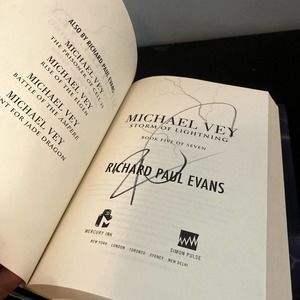 ALSO BY RICHARD PAUL EVANS
MICHAEL VEY
THE PRISONER OF CELL 25
MICHAEL VEY
RISE OF THE ELGEN
MICHAEL VEY
BATTLE OF THE AMPERE
MICHAEL VEY
NT FOR JADE DRAGON
MICHAEL VEY
STORM OF LIGHTNING
BOOK FIVE OF SEVEN
RICHARD PAUL EVANS
MERCURY INK
SIMON PULSE
NEW YORK LONDON TORONTO SYDNEY NEW DELHI